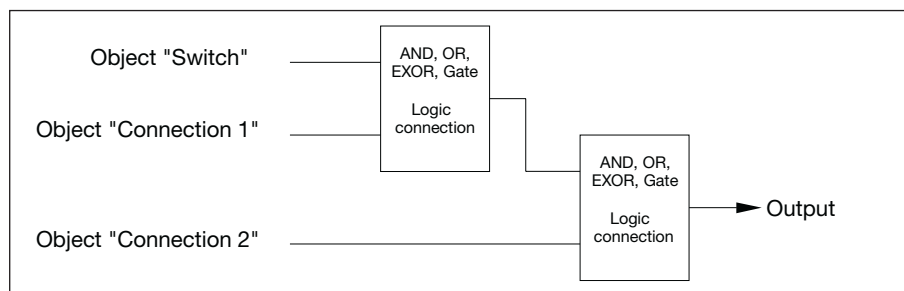 Object "Switch"
AND, OR,
EXOR, Gate
Logic
connection
Object "Connection 1"
AND, OR,
EXOR, Gate
Logic
connection
Output
Object "Connection 2"